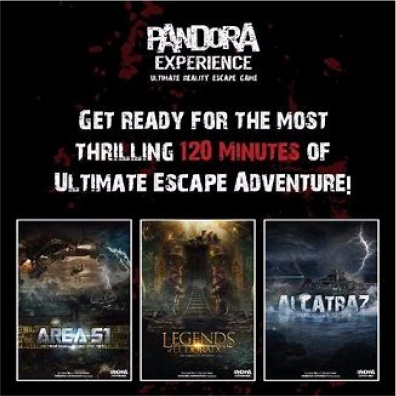 PANDORA
EXPERIENCE
ULTIMATE REALITY ESCAPE GAME
GET READY FOR THE MOST
THRILLING 120 MINUTES OF
ULTIMATE ESCAPE ADVENTURE!
AREA 51
LEGENDS
ALCATRAZ